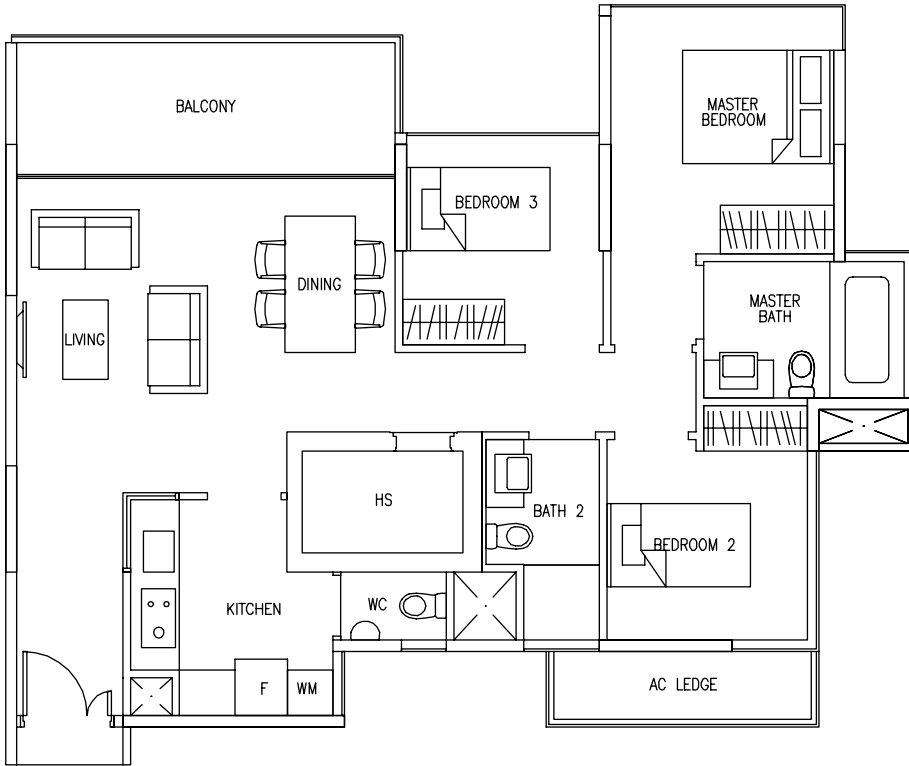 BALCONY
MASTER
BEDROOM
BEDROOM 3
DINING
MASTER
BATH
LIVING
HS
BATH 2
BEDROOM 2
WC
KITCHEN
F
WM
AC LEDGE